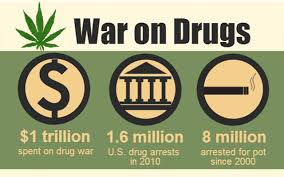 War on Drugs
$
$1 trillion
spent on drug war
1.6 million
U.S. drug arrests
in 2010
8 million
arrested for pot
since 2000